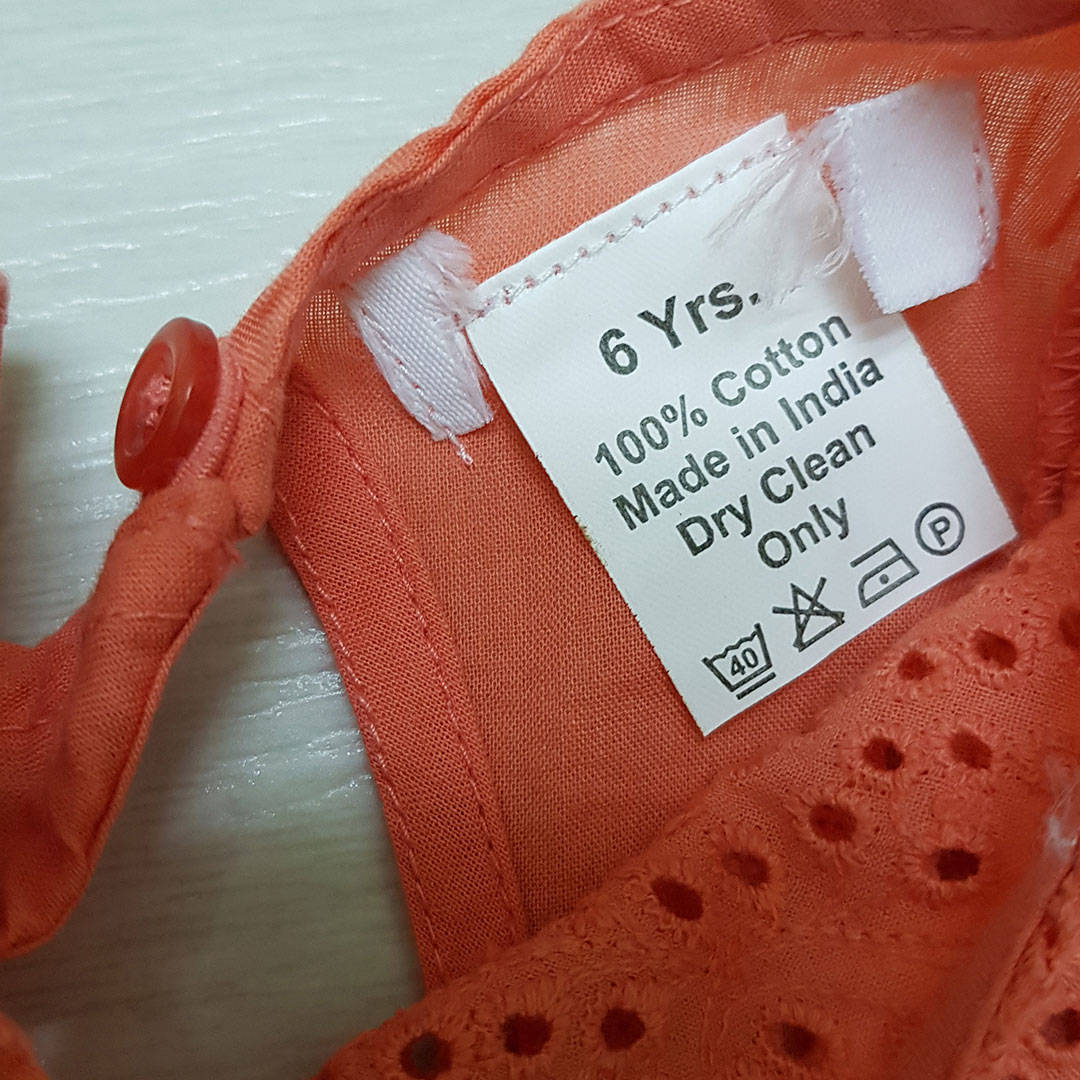 6 Yrs.
100% Cotton
Made in India
Dry Clean
Only
40 P